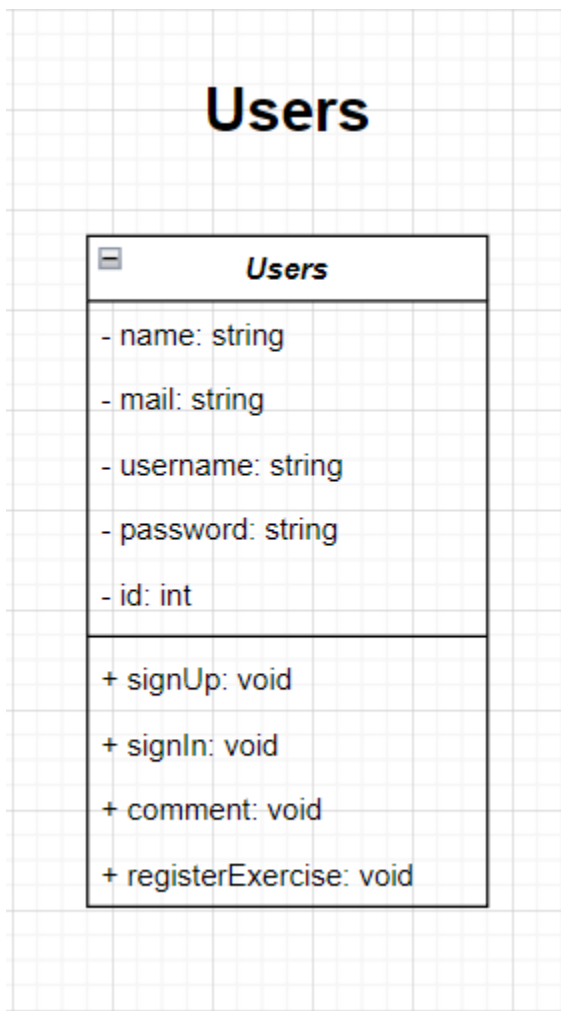 Users
Users
- name: string
- mail: string
- username: string
- password: string
- id: int
+ signUp: void
+ signIn: void
+ comment: void
+ registerExercise: void